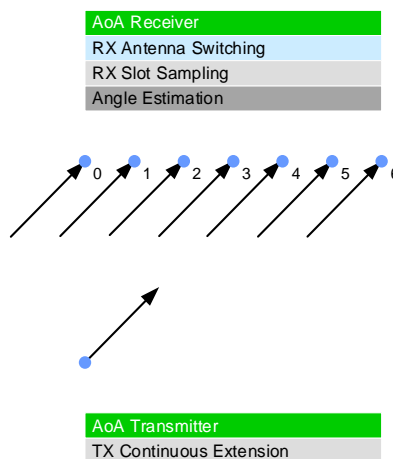 AoA Receiver
RX Antenna Switching
RX Slot Sampling
Angle Estimation
0 1 2 3 4 5 6
AoA Transmitter
TX Continuous Extension